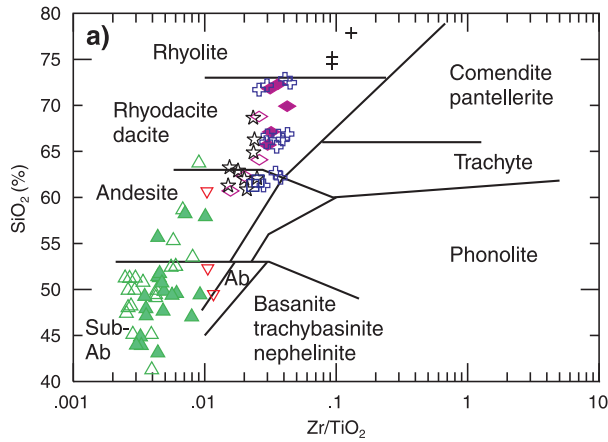 a)
80
75
70
65
60
55
50
45
40
SiO2 (%)
Rhyolite
Comendite
pantellerite
Rhyodacite
dacite
Trachyte
Andesite
Phonolite
Ab
Basanite
trachybasinite
nephelinite
Sub-
Ab
.001
.01
.1
1
10
Zr/TiO2